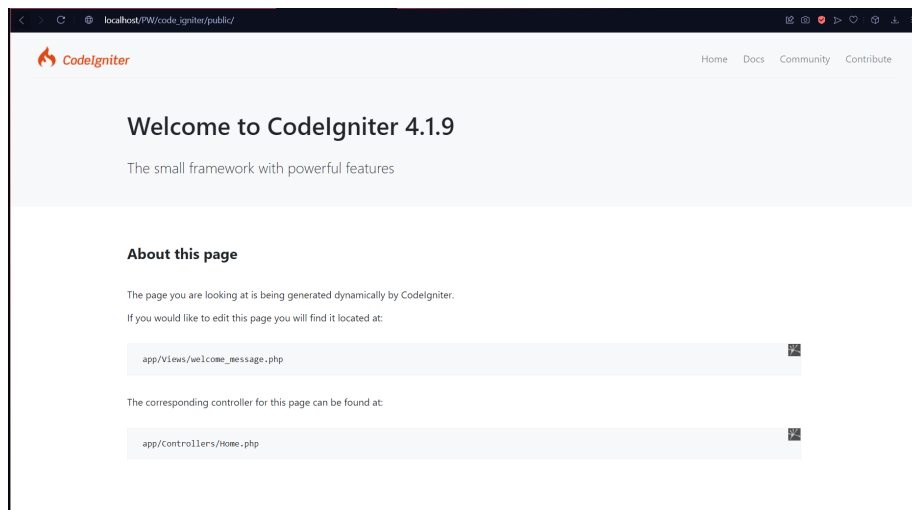 localhost/PW/code_igniter/public/
CodeIgniter
Home Docs Community Contribute
Welcome to CodeIgniter 4.1.9
The small framework with powerful features
About this page
The page you are looking at is being generated dynamically by CodeIgniter.
If you would like to edit this page you will find it located at:
app/Views/welcome_message.php
The corresponding controller for this page can be found at:
app/Controllers/Home.php